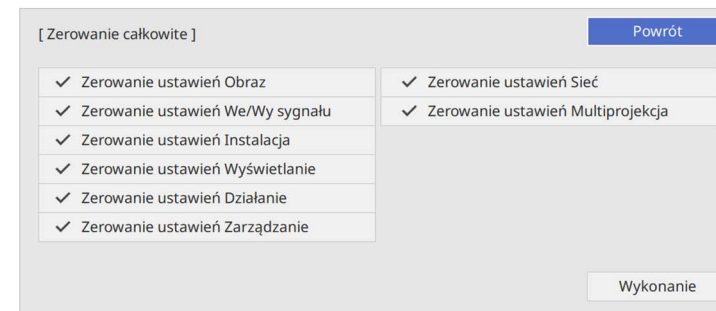 [ Zerowanie całkowite ]
Powrót
Zerowanie ustawień Obraz
Zerowanie ustawień We/Wy sygnału
Zerowanie ustawień Instalacja
Zerowanie ustawień Wyświetlanie
Zerowanie ustawień Działanie
Zerowanie ustawień Zarządzanie
Zerowanie ustawień Sieć
Zerowanie ustawień Multiprojekcja
Wykonanie